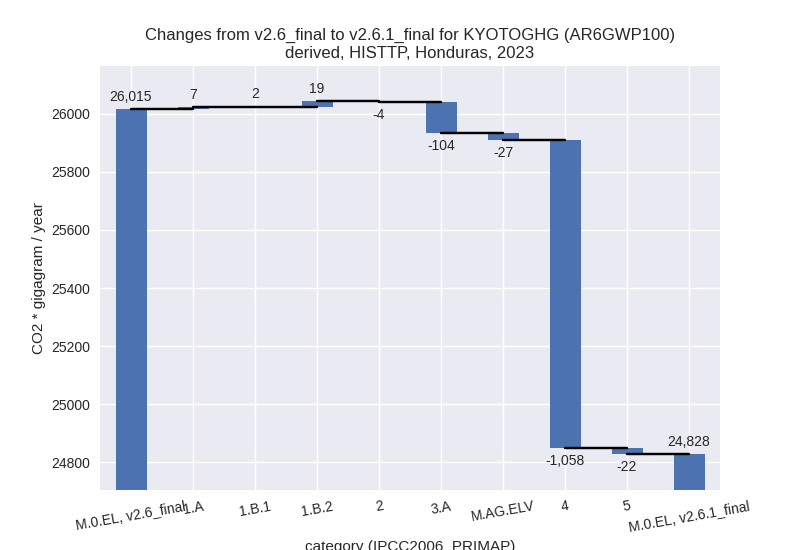 Changes from v2.6_final to v2.6.1_final for KYOTOGHG (AR6GWP100)
derived, HISTTP, Honduras, 2023
CO2 * gigagram / year
26000
25800
25600
25400
25200
25000
24800
26,015
7
2
19
-4
-104
-27
-1,058
-22
24,828
M.0.EL, v2.6_final
1.A
1.B.1
1.B.2
2
3.A
M.AG.ELV
4
5
M.0.EL, v2.6.1_final
category (IPCC2006_PRIMAP)